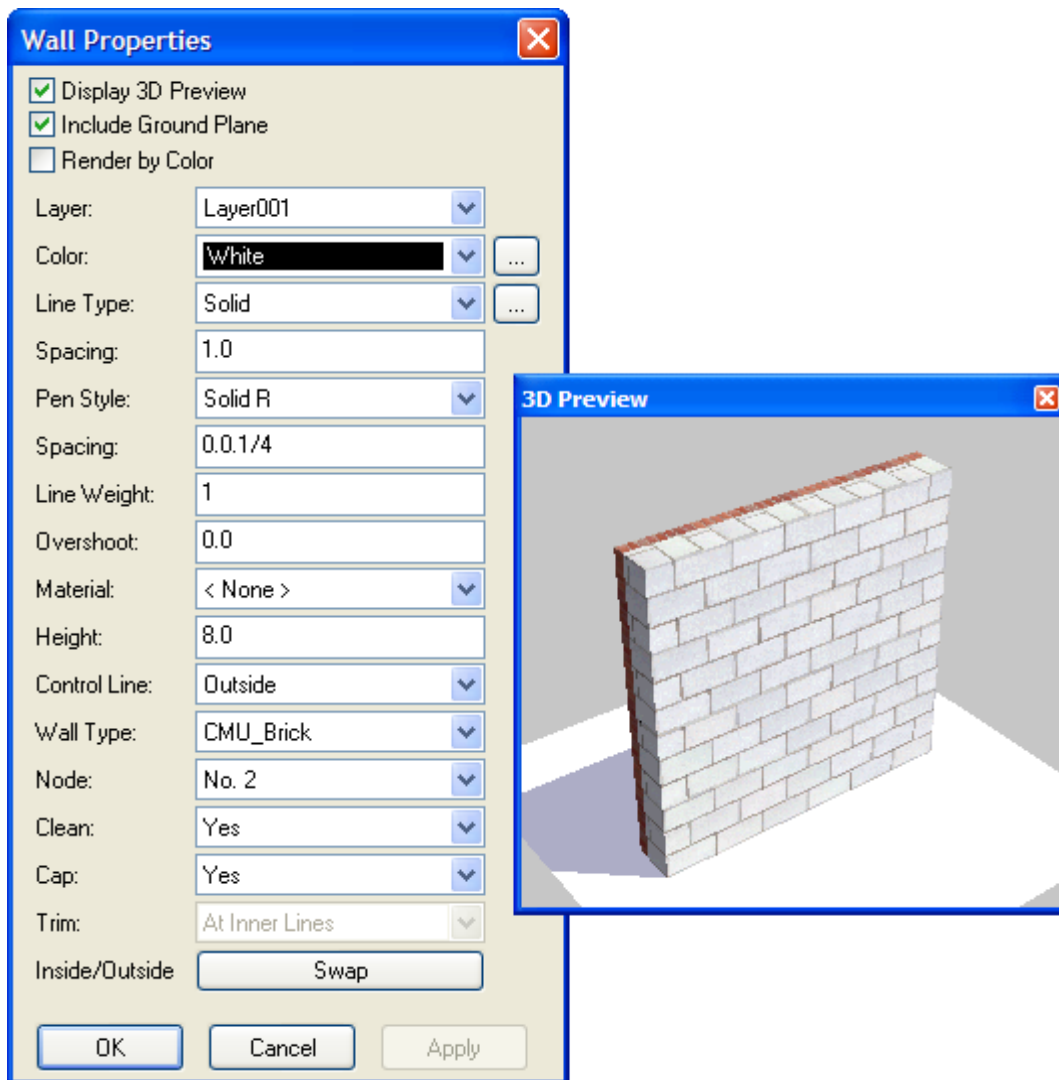 Wall Properties
Display 3D Preview
Include Ground Plane
Render by Color
Layer: Layer001
Color: White ...
Line Type: Solid ...
Spacing: 1.0
Pen Style: Solid R
Spacing: 0.0.1/4
Line Weight: 1
Overshoot: 0.0
Material: < None >
Height: 8.0
Control Line: Outside
Wall Type: CMU_Brick
Node: No. 2
Clean: Yes
Cap: Yes
Trim: At Inner Lines
Inside/Outside Swap
OK Cancel Apply
3D Preview